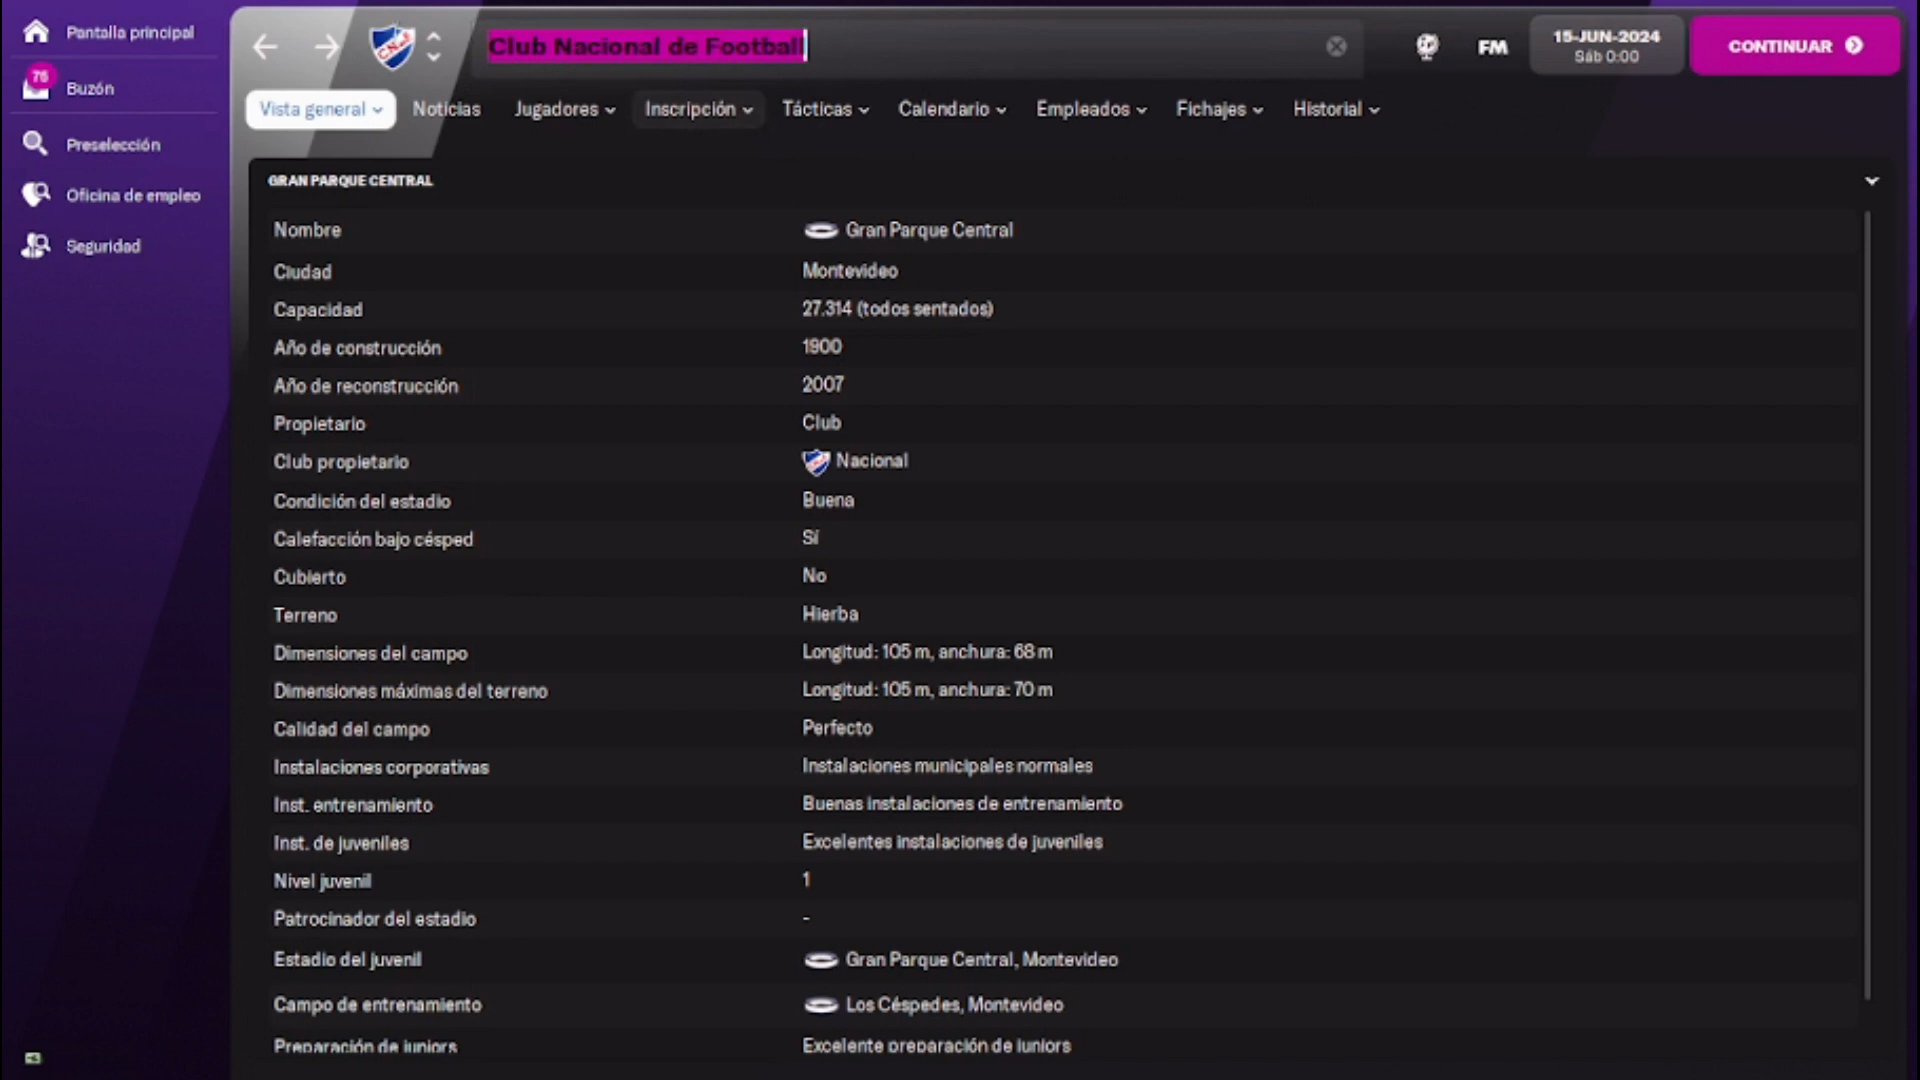 Pantalla principal
76
Buzón
Preselección
Oficina de empleo
Seguridad
Club Nacional de Football
FM
15-JUN-2024
Sáb 0:00
CONTINUAR
Vista general
Noticias
Jugadores
Inscripción
Tácticas
Calendario
Empleados
Fichajes
Historial
GRAN PARQUE CENTRAL
Nombre Gran Parque Central
Ciudad Montevideo
Capacidad 27.314 (todos sentados)
Año de construcción 1900
Año de reconstrucción 2007
Propietario Club
Club propietario Nacional
Condición del estadio Buena
Calefacción bajo césped Sí
Cubierto No
Terreno Hierba
Dimensiones del campo Longitud: 105 m, anchura: 68 m
Dimensiones máximas del terreno Longitud: 105 m, anchura: 70 m
Calidad del campo Perfecto
Instalaciones corporativas Instalaciones municipales normales
Inst. entrenamiento Buenas instalaciones de entrenamiento
Inst. de juveniles Excelentes instalaciones de juveniles
Nivel juvenil 1
Patrocinador del estadio -
Estadio del juvenil Gran Parque Central, Montevideo
Campo de entrenamiento Los Céspedes, Montevideo
Preparación de juniors Excelente preparación de juniors